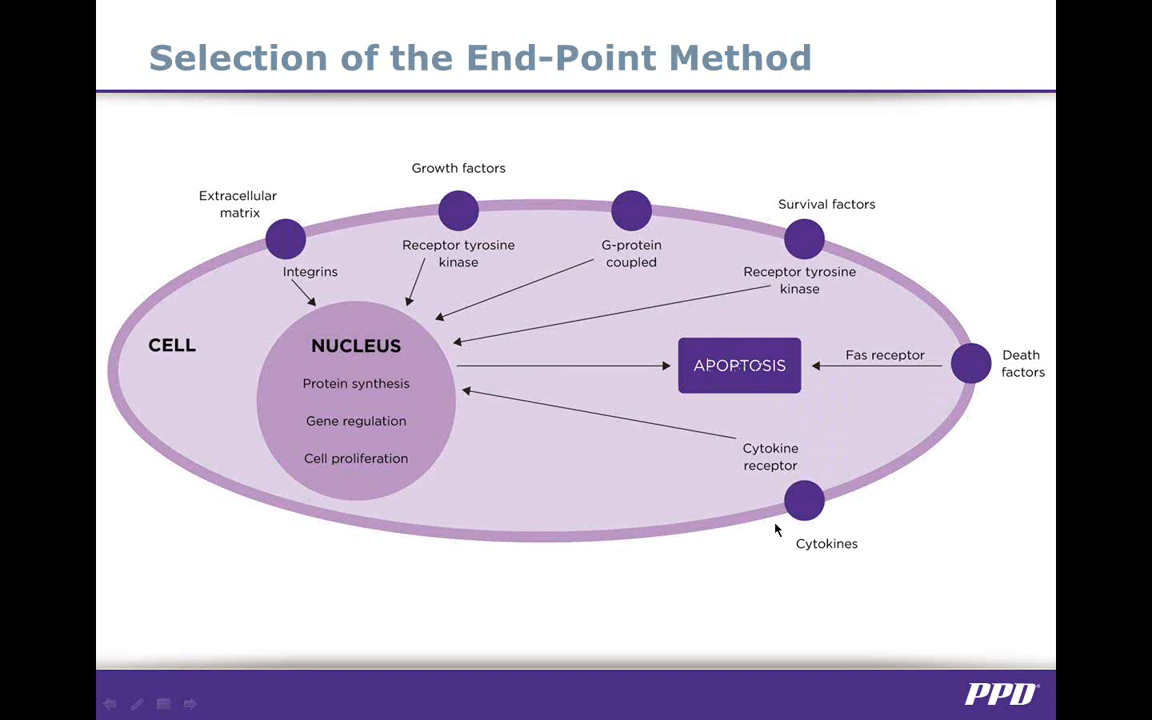 Selection of the End-Point Method
Growth factors
Extracellular
matrix
Survival factors
Receptor tyrosine
kinase
G-protein
coupled
Integrins
Receptor tyrosine
kinase
CELL
NUCLEUS
Protein synthesis
Gene regulation
Cell proliferation
APOPTOSIS
Fas receptor
Death
factors
Cytokine
receptor
Cytokines
PPD®